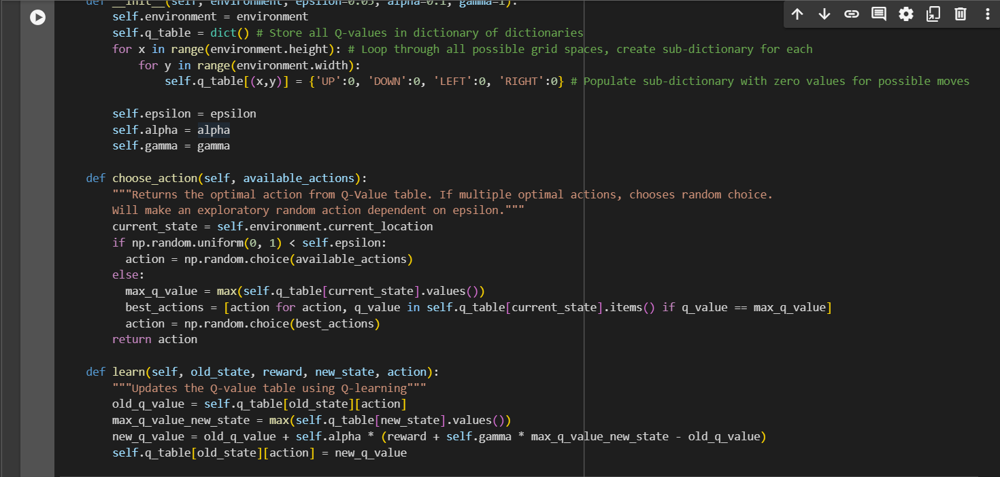 def __init__(self, environment, epsilon=0.05, alpha=0.1, gamma=1):
self.environment = environment
self.q_table = dict() # Store all Q-values in dictionary of dictionaries
for x in range(environment.height): # Loop through all possible grid spaces, create sub-dictionary for each
for y in range(environment.width):
self.q_table[(x,y)] = {'UP':0, 'DOWN':0, 'LEFT':0, 'RIGHT':0} # Populate sub-dictionary with zero values for possible moves
self.epsilon = epsilon
self.alpha = alpha
self.gamma = gamma
def choose_action(self, available_actions):
"""Returns the optimal action from Q-Value table. If multiple optimal actions, chooses random choice.
Will make an exploratory random action dependent on epsilon."""
current_state = self.environment.current_location
if np.random.uniform(0, 1) < self.epsilon:
action = np.random.choice(available_actions)
else:
max_q_value = max(self.q_table[current_state].values())
best_actions = [action for action, q_value in self.q_table[current_state].items() if q_value == max_q_value]
action = np.random.choice(best_actions)
return action
def learn(self, old_state, reward, new_state, action):
"""Updates the Q-value table using Q-learning"""
old_q_value = self.q_table[old_state][action]
max_q_value_new_state = max(self.q_table[new_state].values())
new_q_value = old_q_value + self.alpha * (reward + self.gamma * max_q_value_new_state - old_q_value)
self.q_table[old_state][action] = new_q_value